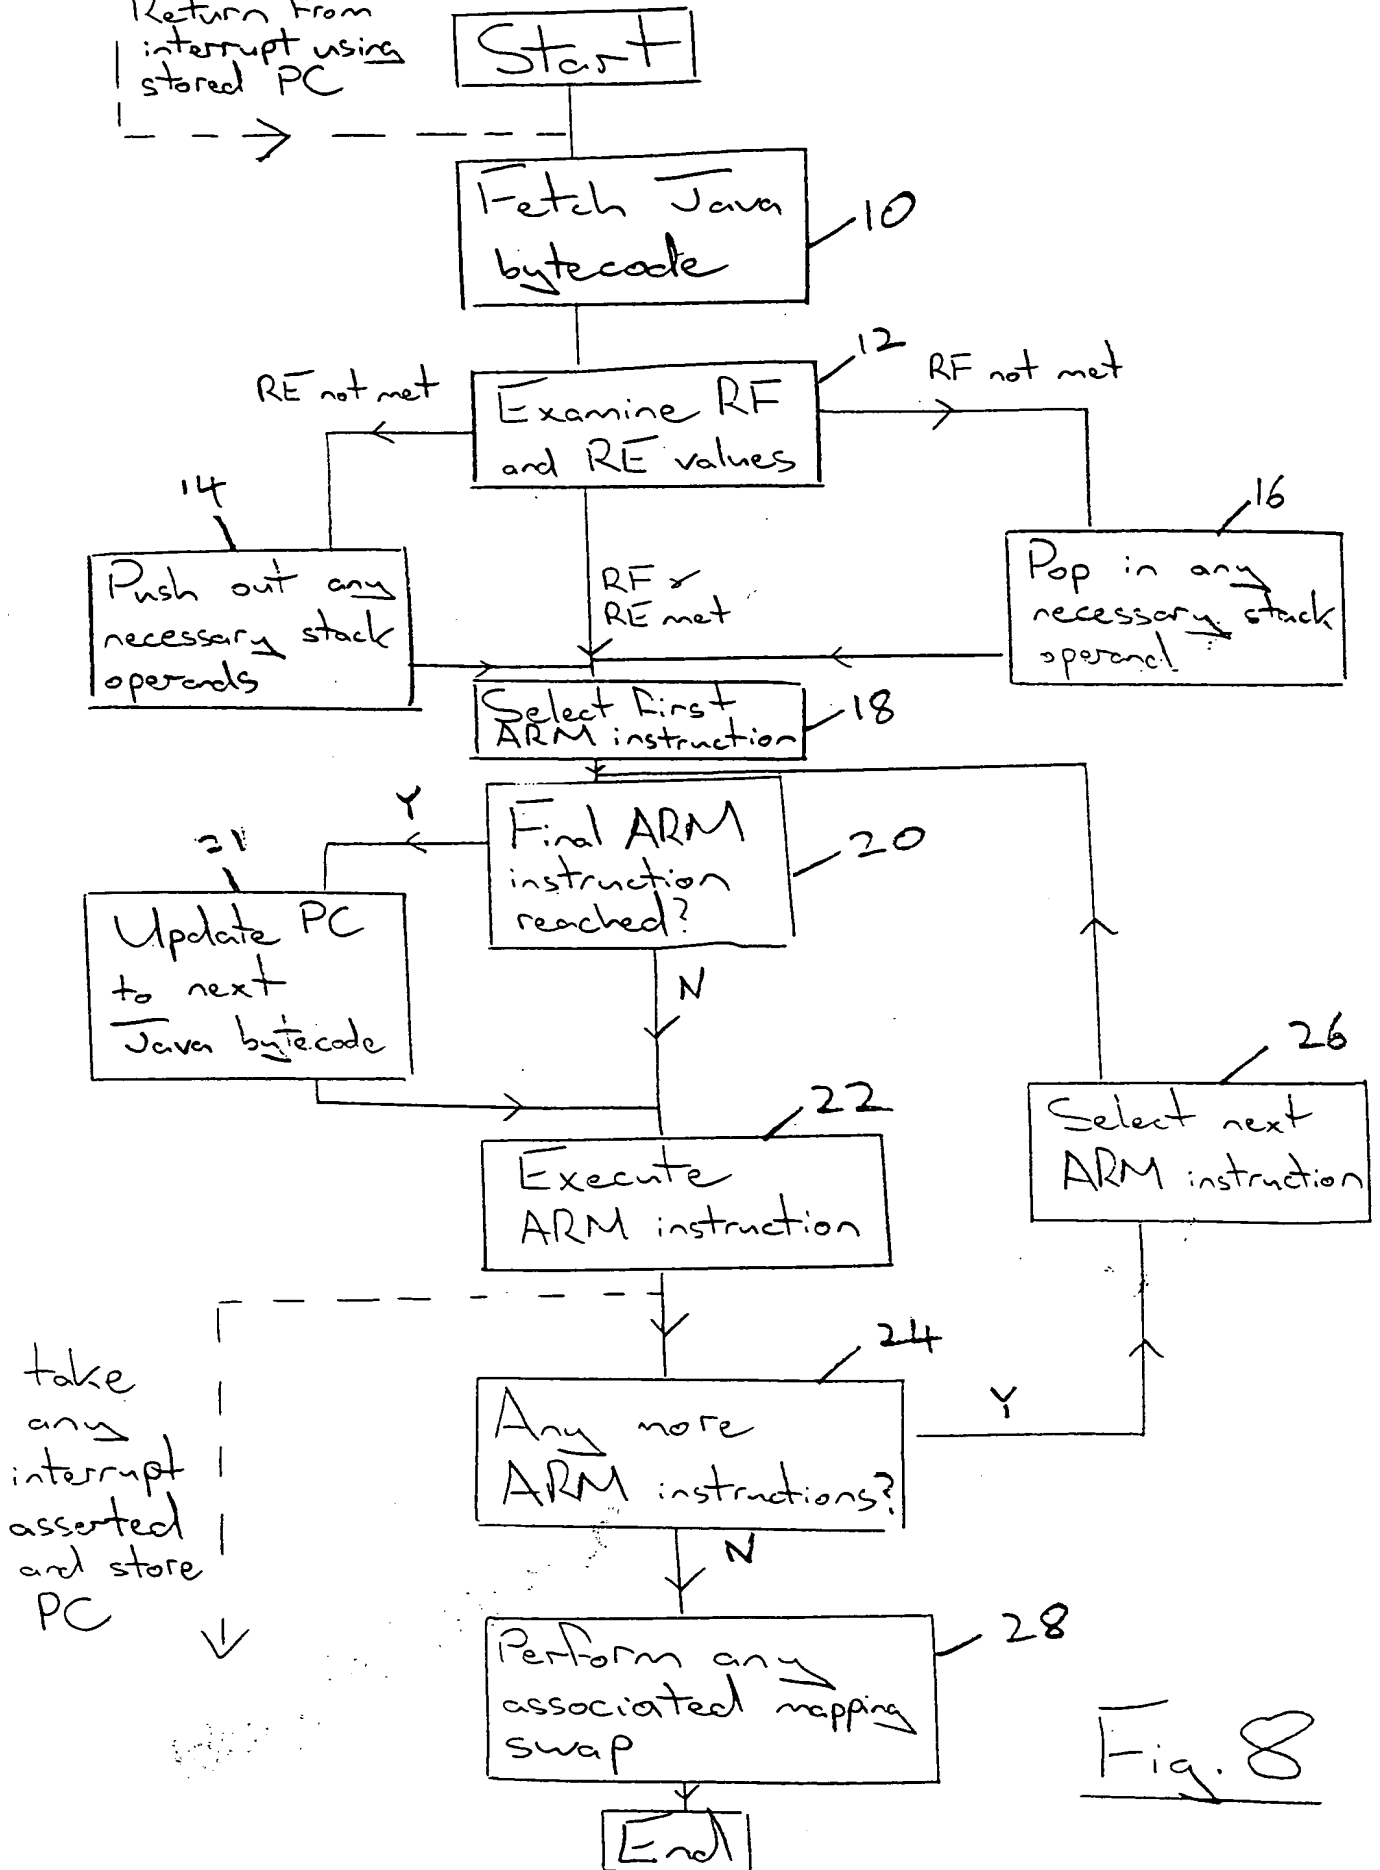 Return from
interrupt using
stored PC
Start
Fetch Java
bytecode
10
12
RE not met
Examine RF
and RE values
RF not met
14
16
Push out any
necessary stack
operands
RF &
RE met
Pop in any
necessary stack
operand
Select First
ARM instruction
18
Y
21
Final ARM
instruction
reached?
20
Update PC
to next
Java bytecode
N
26
22
Select next
ARM instruction
Execute
ARM instruction
24
take
any
interrupt
asserted
and store
PC
Any more
ARM instructions?
Y
N
28
Perform any
associated mapping
swap
Fig. 8
End